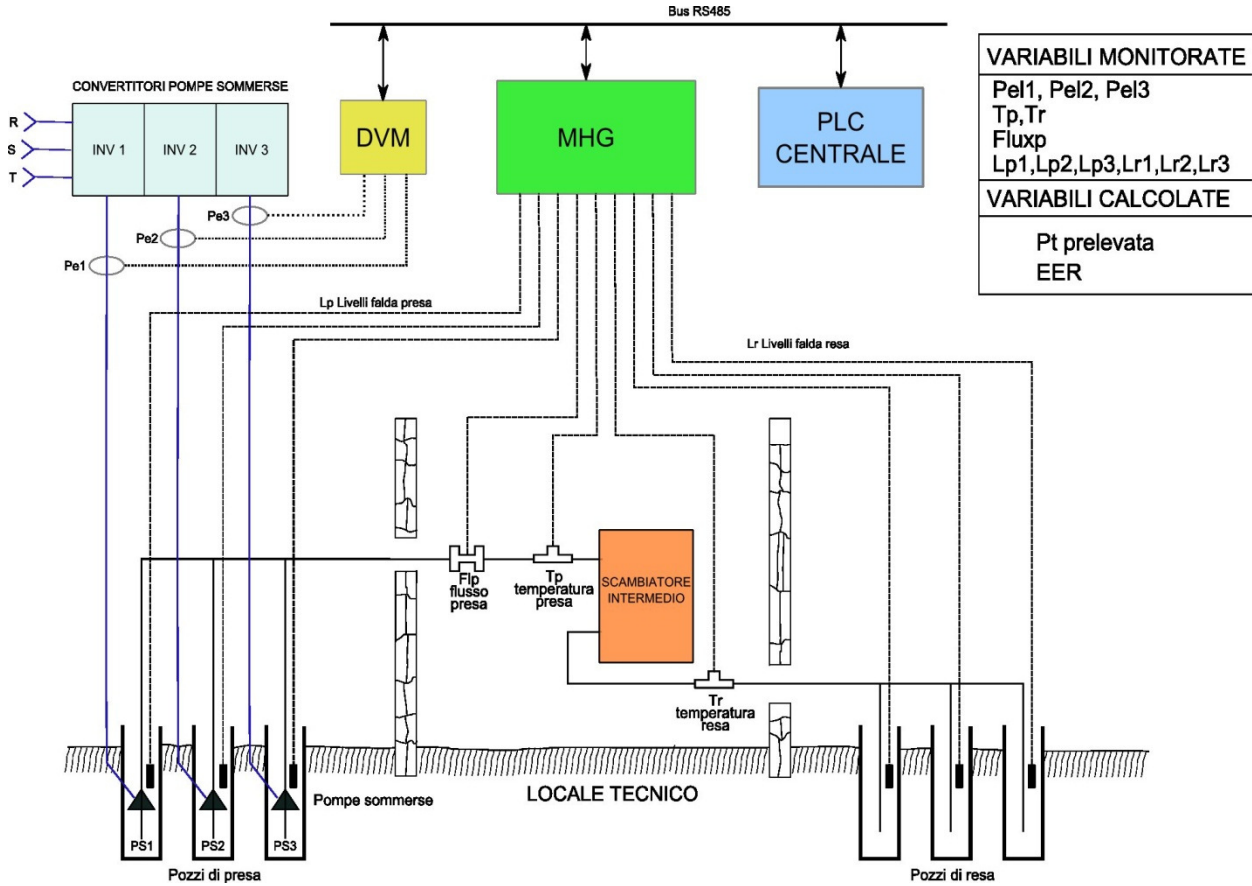 Bus RS485
CONVERTITORI POMPE SOMMERSE
R
S
T
INV 1
INV 2
INV 3
DVM
MHG
PLC
CENTRALE
VARIABILI MONITORATE
Pel1, Pel2, Pel3
Tp,Tr
Fluxp
Lp1,Lp2,Lp3,Lr1,Lr2,Lr3
VARIABILI CALCOLATE
Pt prelevata
EER
Pe3
Pe2
Pe1
Lp Livelli falda presa
Lr Livelli falda resa
Flp
flusso
presa
Tp
temperatura
presa
SCAMBIATORE
INTERMEDIO
Tr
temperatura
resa
Pompe sommerse
LOCALE TECNICO
PS1
PS2
PS3
Pozzi di presa
Pozzi di resa